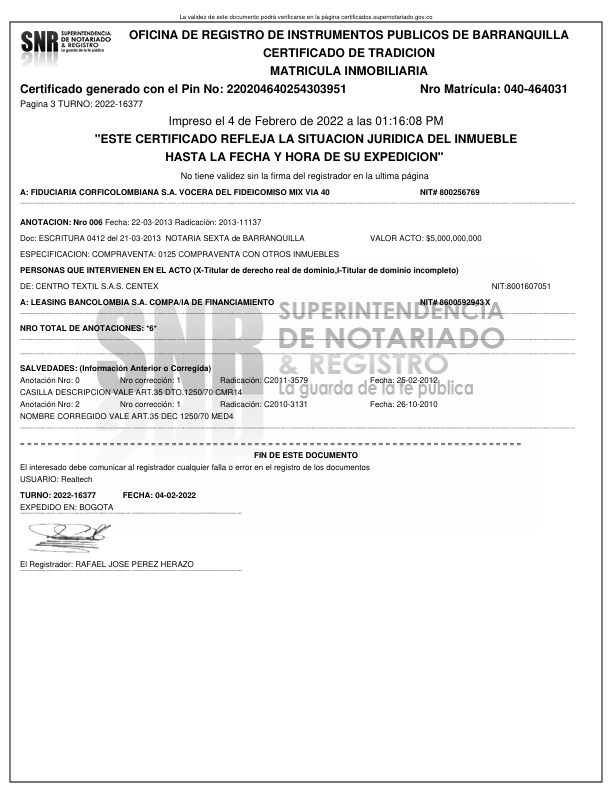 La validez de este documento podrá verificarse en la página certificados.supernotariado.gov.co
SNR SUPERINTENDENCIA DE NOTARIADO & REGISTRO La guarda de la fe pública
OFICINA DE REGISTRO DE INSTRUMENTOS PUBLICOS DE BARRANQUILLA
CERTIFICADO DE TRADICION
MATRICULA INMOBILIARIA
Certificado generado con el Pin No: 220204640254303951 Nro Matrícula: 040-464031
Pagina 3 TURNO: 2022-16377
Impreso el 4 de Febrero de 2022 a las 01:16:08 PM
"ESTE CERTIFICADO REFLEJA LA SITUACION JURIDICA DEL INMUEBLE
HASTA LA FECHA Y HORA DE SU EXPEDICION"
No tiene validez sin la firma del registrador en la ultima página
A: FIDUCIARIA CORFICOLOMBIANA S.A. VOCERA DEL FIDEICOMISO MIX VIA 40 NIT# 800256769
ANOTACION: Nro 006 Fecha: 22-03-2013 Radicación: 2013-11137
Doc: ESCRITURA 0412 del 21-03-2013 NOTARIA SEXTA de BARRANQUILLA VALOR ACTO: $5,000,000,000
ESPECIFICACION: COMPRAVENTA: 0125 COMPRAVENTA CON OTROS INMUEBLES
PERSONAS QUE INTERVIENEN EN EL ACTO (X-Titular de derecho real de dominio,I-Titular de dominio incompleto)
DE: CENTRO TEXTIL S.A.S. CENTEX NIT:8001607051
A: LEASING BANCOLOMBIA S.A. COMPA/IA DE FINANCIAMIENTO NIT# 8600592943 X
NRO TOTAL DE ANOTACIONES: *6*
SNR SUPERINTENDENCIA
DE NOTARIADO
& REGISTRO
La guarda de la fe pública
SALVEDADES: (Información Anterior o Corregida)
Anotación Nro: 0 Nro corrección: 1 Radicación: C2011-3579 Fecha: 25-02-2012
CASILLA DESCRIPCION VALE ART.35 DTO.1250/70 CMR14
Anotación Nro: 2 Nro corrección: 1 Radicación: C2010-3131 Fecha: 26-10-2010
NOMBRE CORREGIDO VALE ART.35 DEC 1250/70 MED4
FIN DE ESTE DOCUMENTO
El interesado debe comunicar al registrador cualquier falla o error en el registro de los documentos
USUARIO: Realtech
TURNO: 2022-16377 FECHA: 04-02-2022
EXPEDIDO EN: BOGOTA
El Registrador: RAFAEL JOSE PEREZ HERAZO